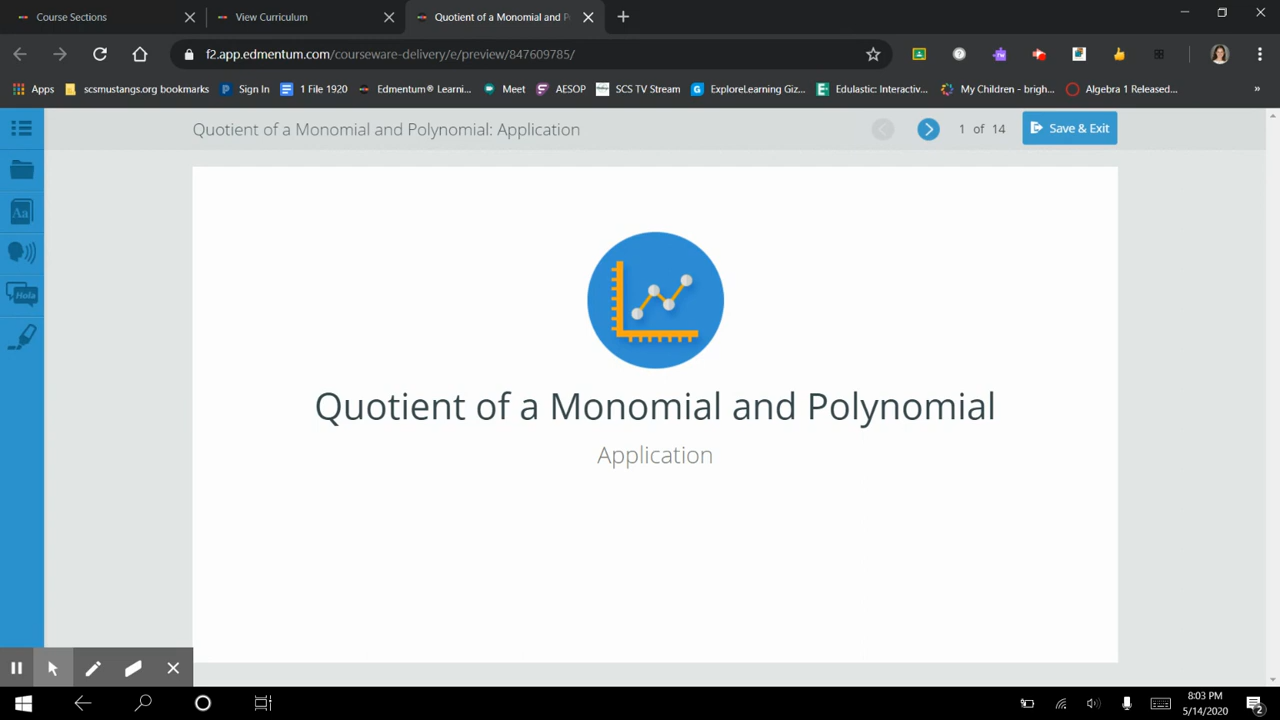 Course Sections
View Curriculum
Quotient of a Monomial and P
f2.app.edmentum.com/courseware-delivery/e/preview/847609785/
Apps scsmustangs.org bookmarks Sign In 1 File 1920 Edmentum® Learni... Meet AESOP SCS TV Stream ExploreLearning Giz... Edulastic: Interactiv... My Children - brigh... Algebra 1 Released... »
Quotient of a Monomial and Polynomial: Application
1 of 14
Save & Exit
Aa
Hola
Quotient of a Monomial and Polynomial
Application
8:03 PM
5/14/2020
2